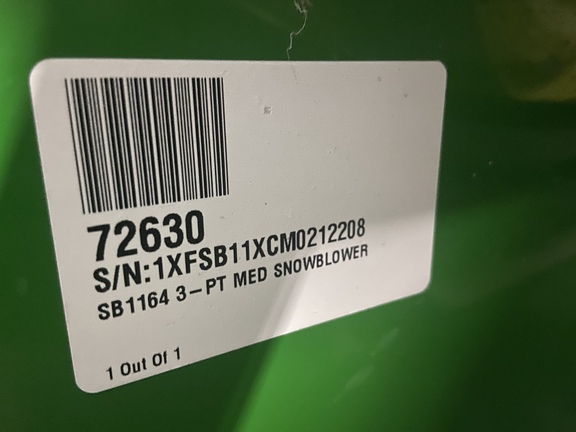 72630
S/N:1XFSB11XCM0212208
SB1164 3-PT MED SNOWBLOWER
1 Out Of 1